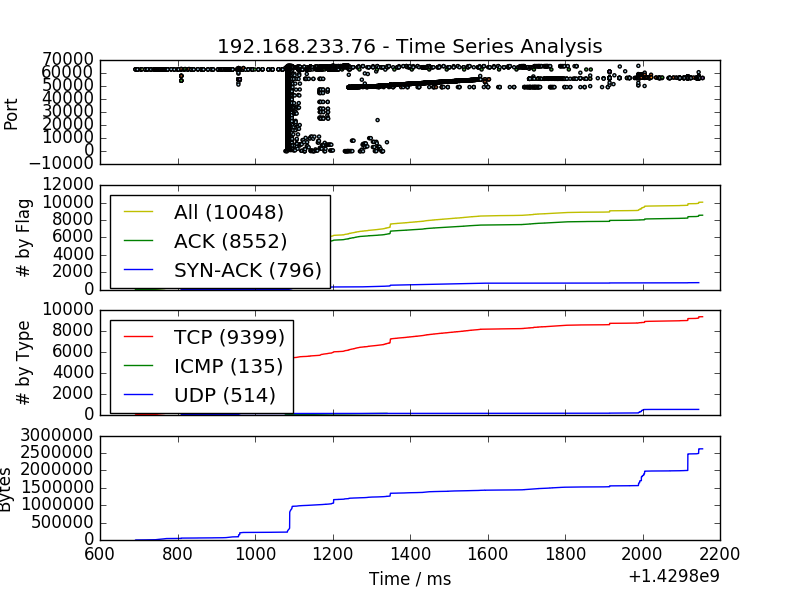 192.168.233.76 - Time Series Analysis
70000
60000
50000
40000
30000
20000
10000
0
−10000
Port
12000
10000
8000
6000
4000
2000
0
# by Flag
All (10048)
ACK (8552)
SYN-ACK (796)
10000
8000
6000
4000
2000
0
# by Type
TCP (9399)
ICMP (135)
UDP (514)
3000000
2500000
2000000
1500000
1000000
500000
0
Bytes
600 800 1000 1200 1400 1600 1800 2000 2200
Time / ms
+1.4298e9